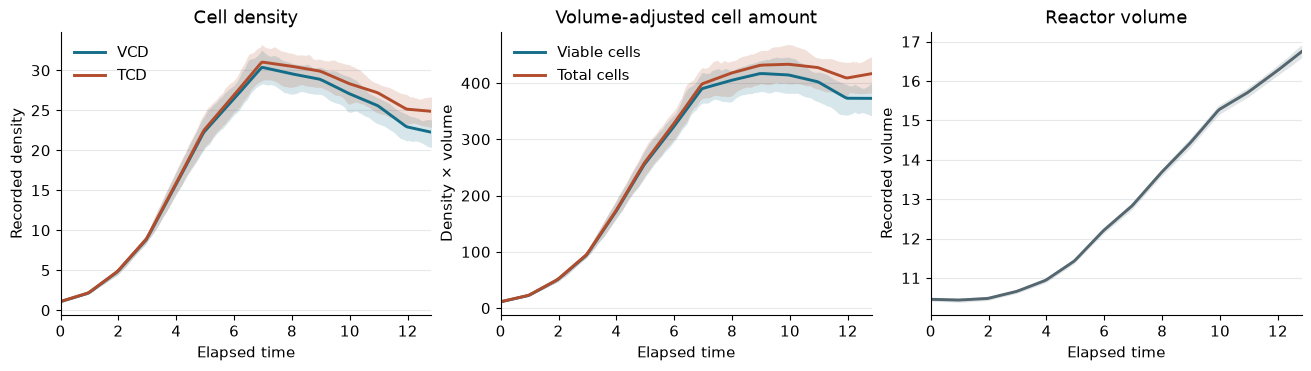 Cell density
VCD
TCD
Recorded density
30
25
20
15
10
5
0
0 2 4 6 8 10 12
Elapsed time
Volume-adjusted cell amount
Viable cells
Total cells
Density × volume
400
300
200
100
0
0 2 4 6 8 10 12
Elapsed time
Reactor volume
Recorded volume
17
16
15
14
13
12
11
0 2 4 6 8 10 12
Elapsed time